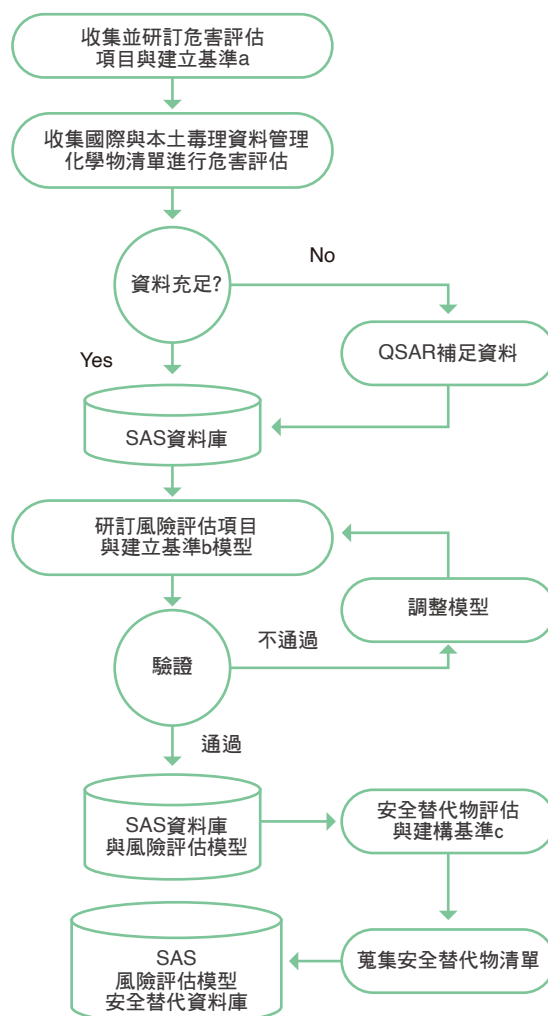 收集並研訂危害評估
項目與建立基準a
收集國際與本土毒理資料管理
化學物清單進行危害評估
資料充足?
No
QSAR補足資料
Yes
SAS資料庫
研訂風險評估項目
與建立基準b模型
調整模型
驗證
不通過
通過
SAS資料庫
與風險評估模型
安全替代物評估
與建構基準c
蒐集安全替代物清單
SAS
風險評估模型
安全替代資料庫